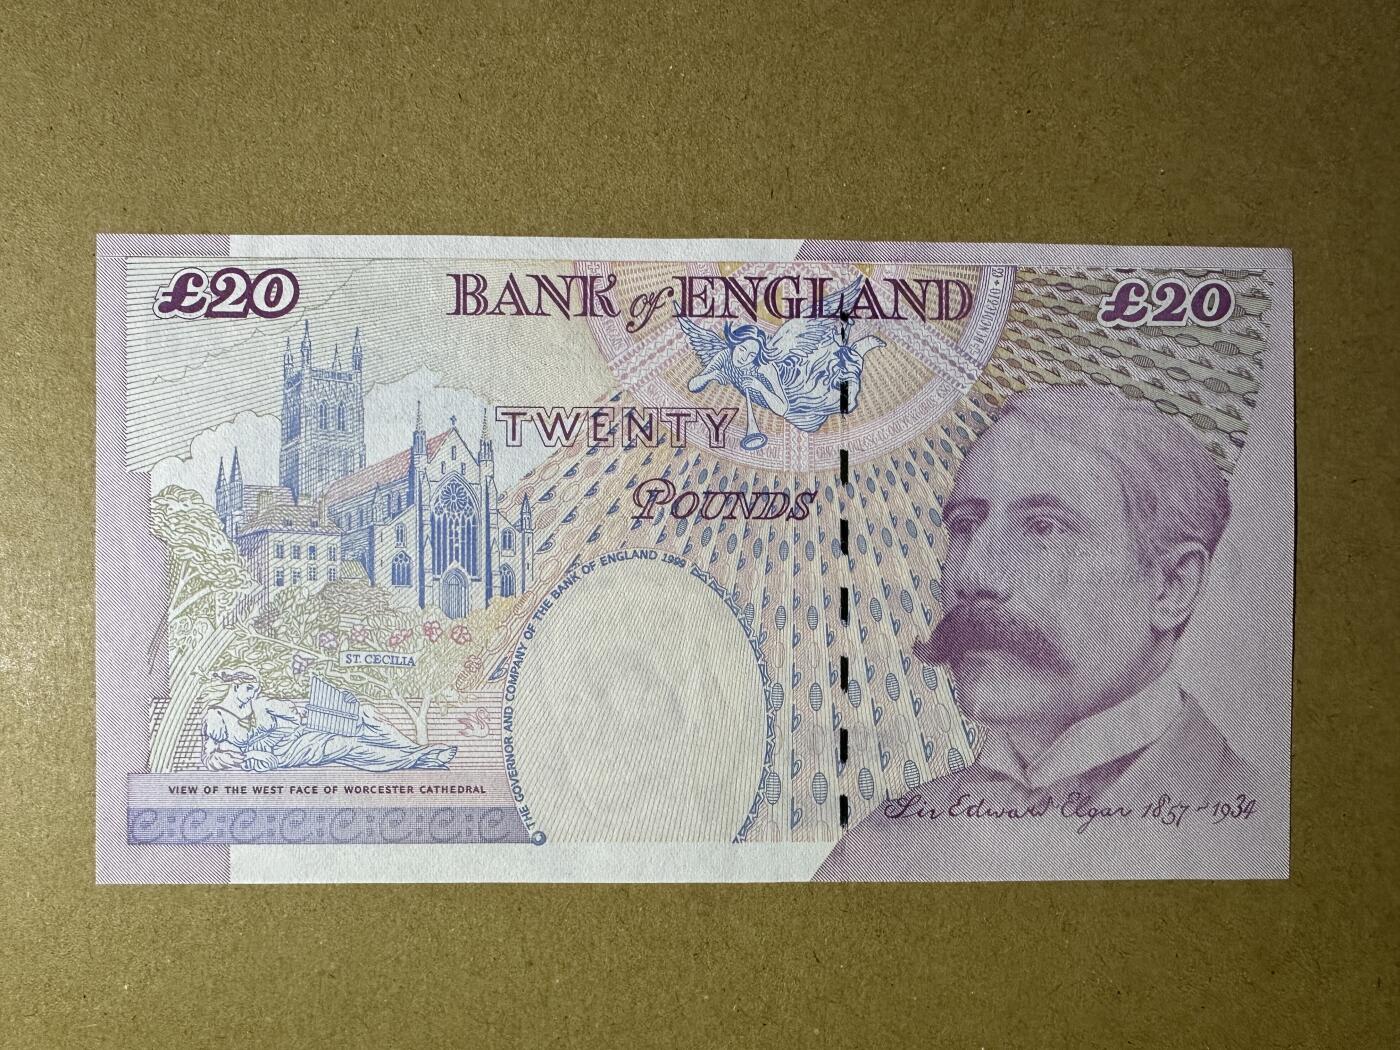 £20
BANK of ENGLAND
£20
TWENTY
POUNDS
© THE GOVERNOR AND COMPANY OF THE BANK OF ENGLAND 1999
ST. CECILIA
VIEW OF THE WEST FACE OF WORCESTER CATHEDRAL
Sir Edward Elgar 1857-1934